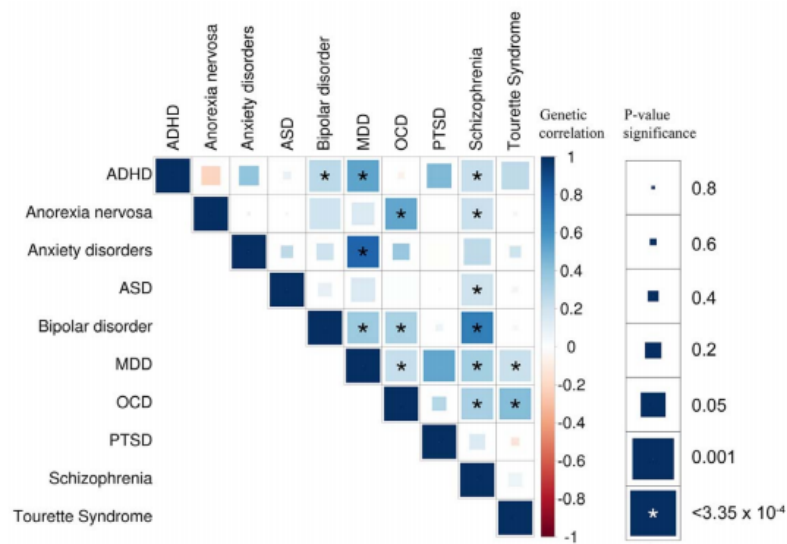 ADHD
Anorexia nervosa
Anxiety disorders
ASD
Bipolar disorder
MDD
OCD
PTSD
Schizophrenia
Tourette Syndrome
Genetic
correlation
P-value
significance
ADHD * * * 1 0.8
Anorexia nervosa * * 0.8 0.6
Anxiety disorders * 0.6
ASD * 0.4 0.4
Bipolar disorder * * * 0.2
MDD * * * 0 0.2
OCD * * -0.2 0.05
PTSD -0.4
Schizophrenia -0.6 0.001
Tourette Syndrome -0.8
-1
* <3.35 x 10-4